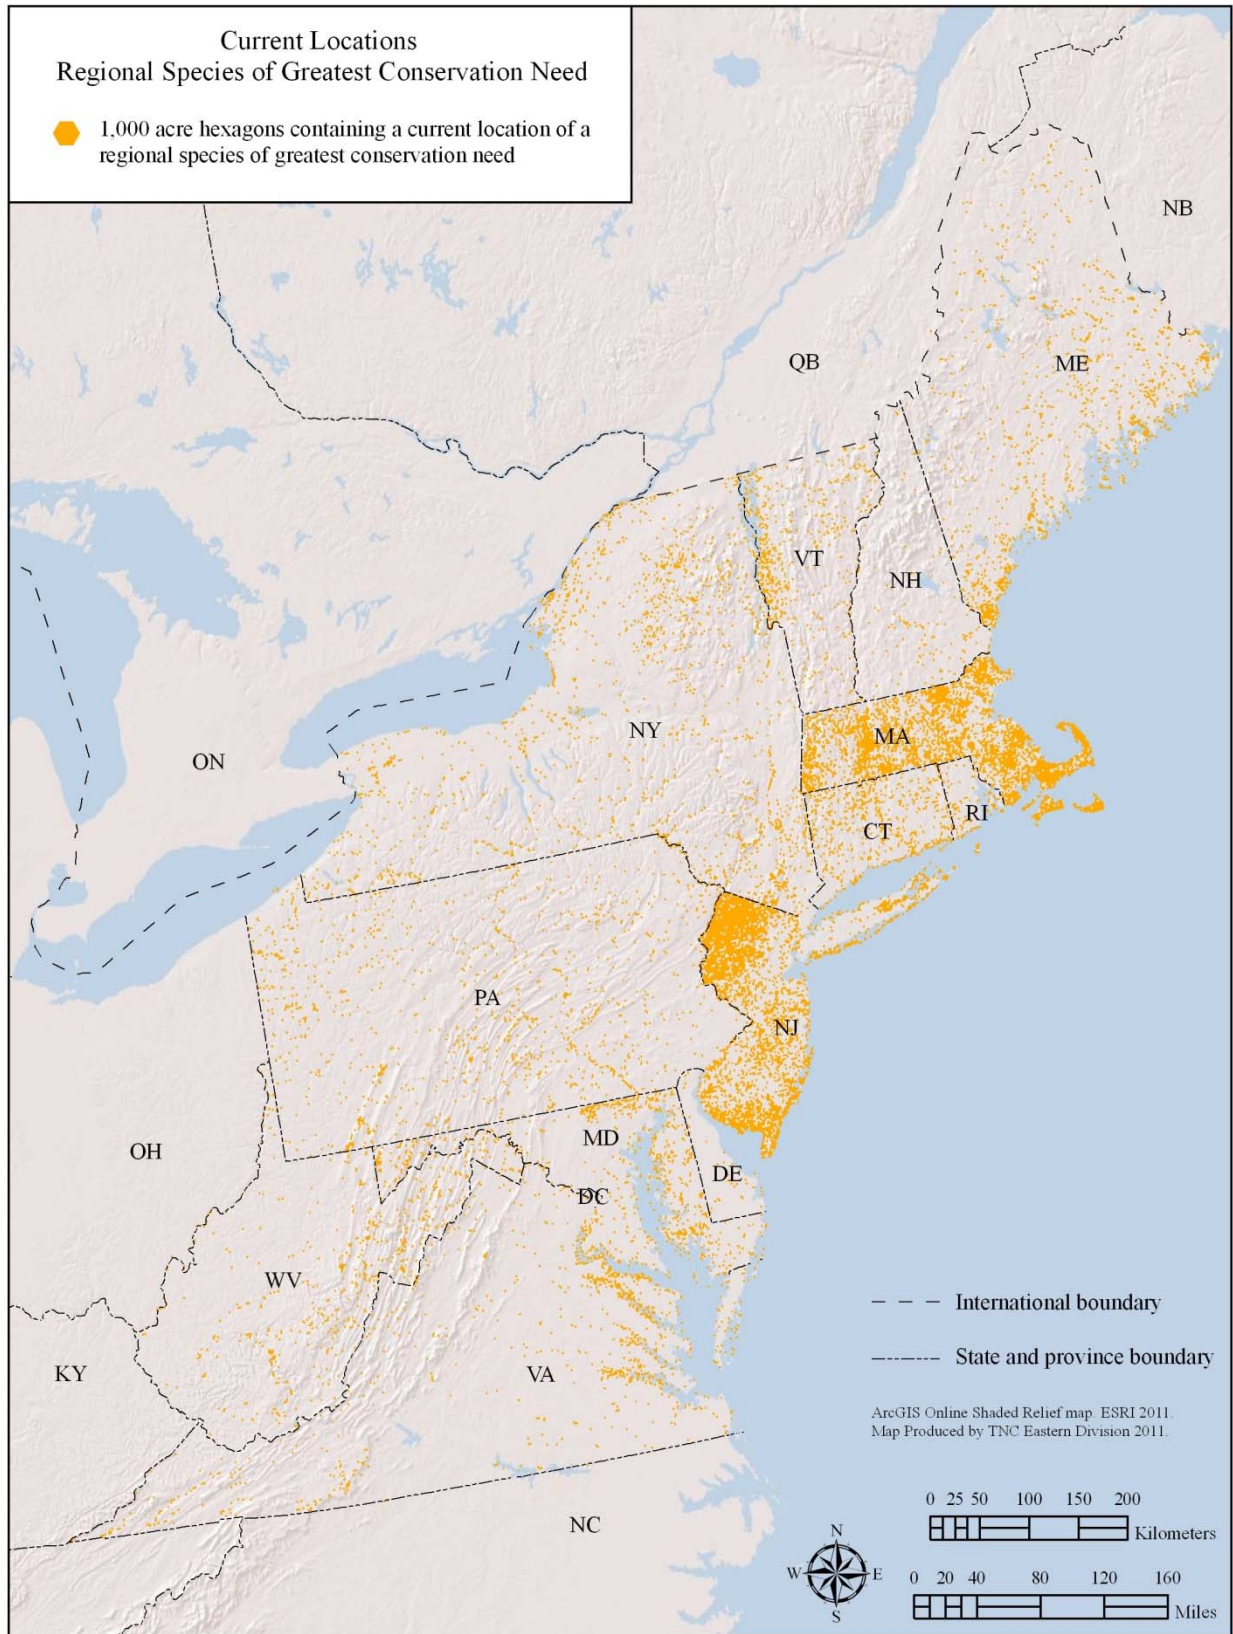 Current Locations
Regional Species of Greatest Conservation Need
1,000 acre hexagons containing a current location of a
regional species of greatest conservation need
NB
QB
ME
VT
NH
NY
MA
ON
CT
RI
PA
NJ
OH
MD
DE
DC
WV
KY
VA
NC
International boundary
State and province boundary
ArcGIS Online Shaded Relief map. ESRI 2011.
Map Produced by TNC Eastern Division 2011.
0 25 50 100 150 200
Kilometers
N
W E
S
0 20 40 80 120 160
Miles